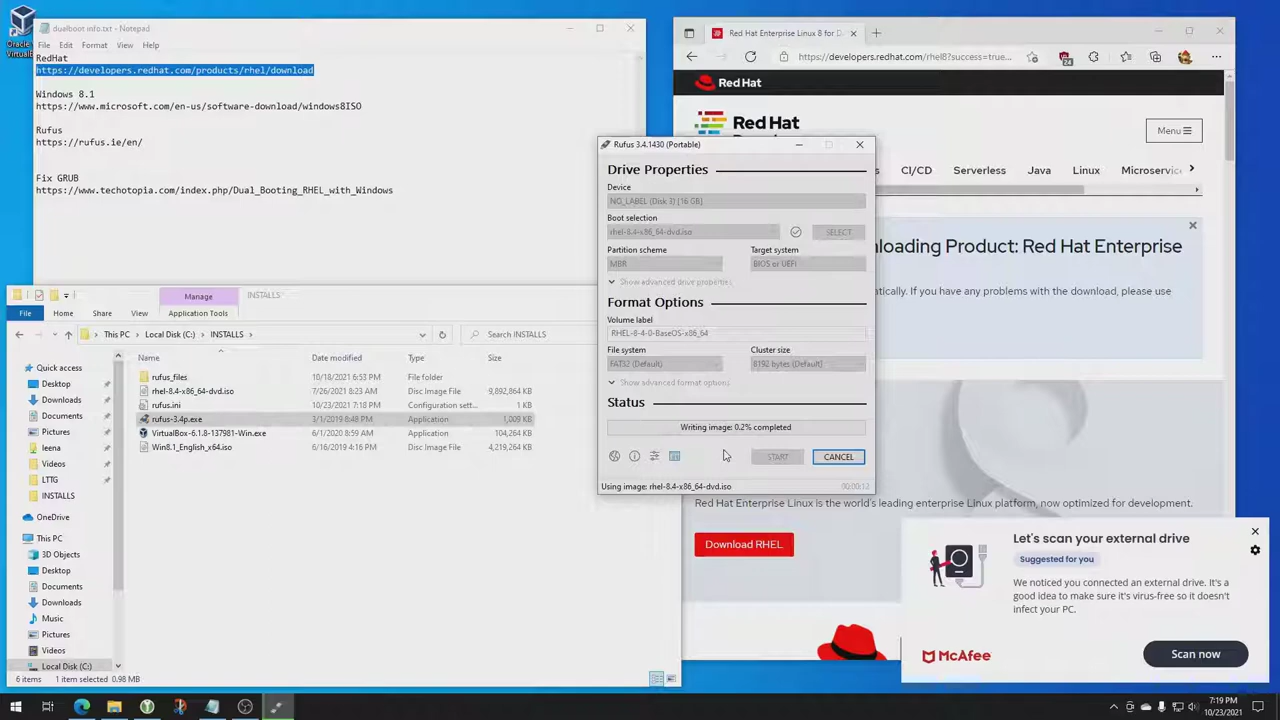 Oracle
VirtualB
dualboot info.txt - Notepad
File Edit Format View Help
RedHat
https://developers.redhat.com/products/rhel/download
Windows 8.1
https://www.microsoft.com/en-us/software-download/windows8ISO
Rufus
https://rufus.ie/en/
Fix GRUB
https://www.techotopia.com/index.php/Dual_Booting_RHEL_with_Windows
Red Hat Enterprise Linux 8 for D
https://developers.redhat.com/rhel8?success=true...
24
Red Hat
Red Hat
Menu
CI/CD Serverless Java Linux Microservic
nloading Product: Red Hat Enterprise
ntically. If you have any problems with the download, please use
Red Hat Enterprise Linux is the world's leading enterprise Linux platform, now optimized for development.
Download RHEL
Rufus 3.4.1430 (Portable)
Drive Properties
Device
NO_LABEL (Disk 3) [16 GB]
Boot selection
rhel-8.4-x86_64-dvd.iso
SELECT
Partition scheme
Target system
MBR
BIOS or UEFI
Show advanced drive properties
Format Options
Volume label
RHEL-8-4-0-BaseOS-x86_64
File system
Cluster size
FAT32 (Default)
8192 bytes (Default)
Show advanced format options
Status
Writing image: 0.2% completed
START
CANCEL
Using image: rhel-8.4-x86_64-dvd.iso
00:00:12
Manage
INSTALLS
File Home Share View Application Tools
This PC Local Disk (C:) INSTALLS
Search INSTALLS
Name Date modified Type Size
rufus_files 10/18/2021 6:53 PM File folder
rhel-8.4-x86_64-dvd.iso 7/26/2021 8:23 AM Disc Image File 9,892,864 KB
rufus.ini 10/23/2021 7:18 PM Configuration sett... 1 KB
rufus-3.4p.exe 3/1/2019 8:48 PM Application 1,009 KB
VirtualBox-6.1.8-137981-Win.exe 6/1/2020 8:59 AM Application 104,264 KB
Win8.1_English_x64.iso 6/16/2019 4:16 PM Disc Image File 4,219,264 KB
Quick access
Desktop
Downloads
Documents
Pictures
leena
Videos
LTTG
INSTALLS
OneDrive
This PC
3D Objects
Desktop
Documents
Downloads
Music
Pictures
Videos
Local Disk (C:)
6 items 1 item selected 0.98 MB
Let's scan your external drive
Suggested for you
We noticed you connected an external drive. It's a
good idea to make sure it's virus-free so it doesn't
infect your PC.
McAfee
Scan now
7:19 PM
10/23/2021